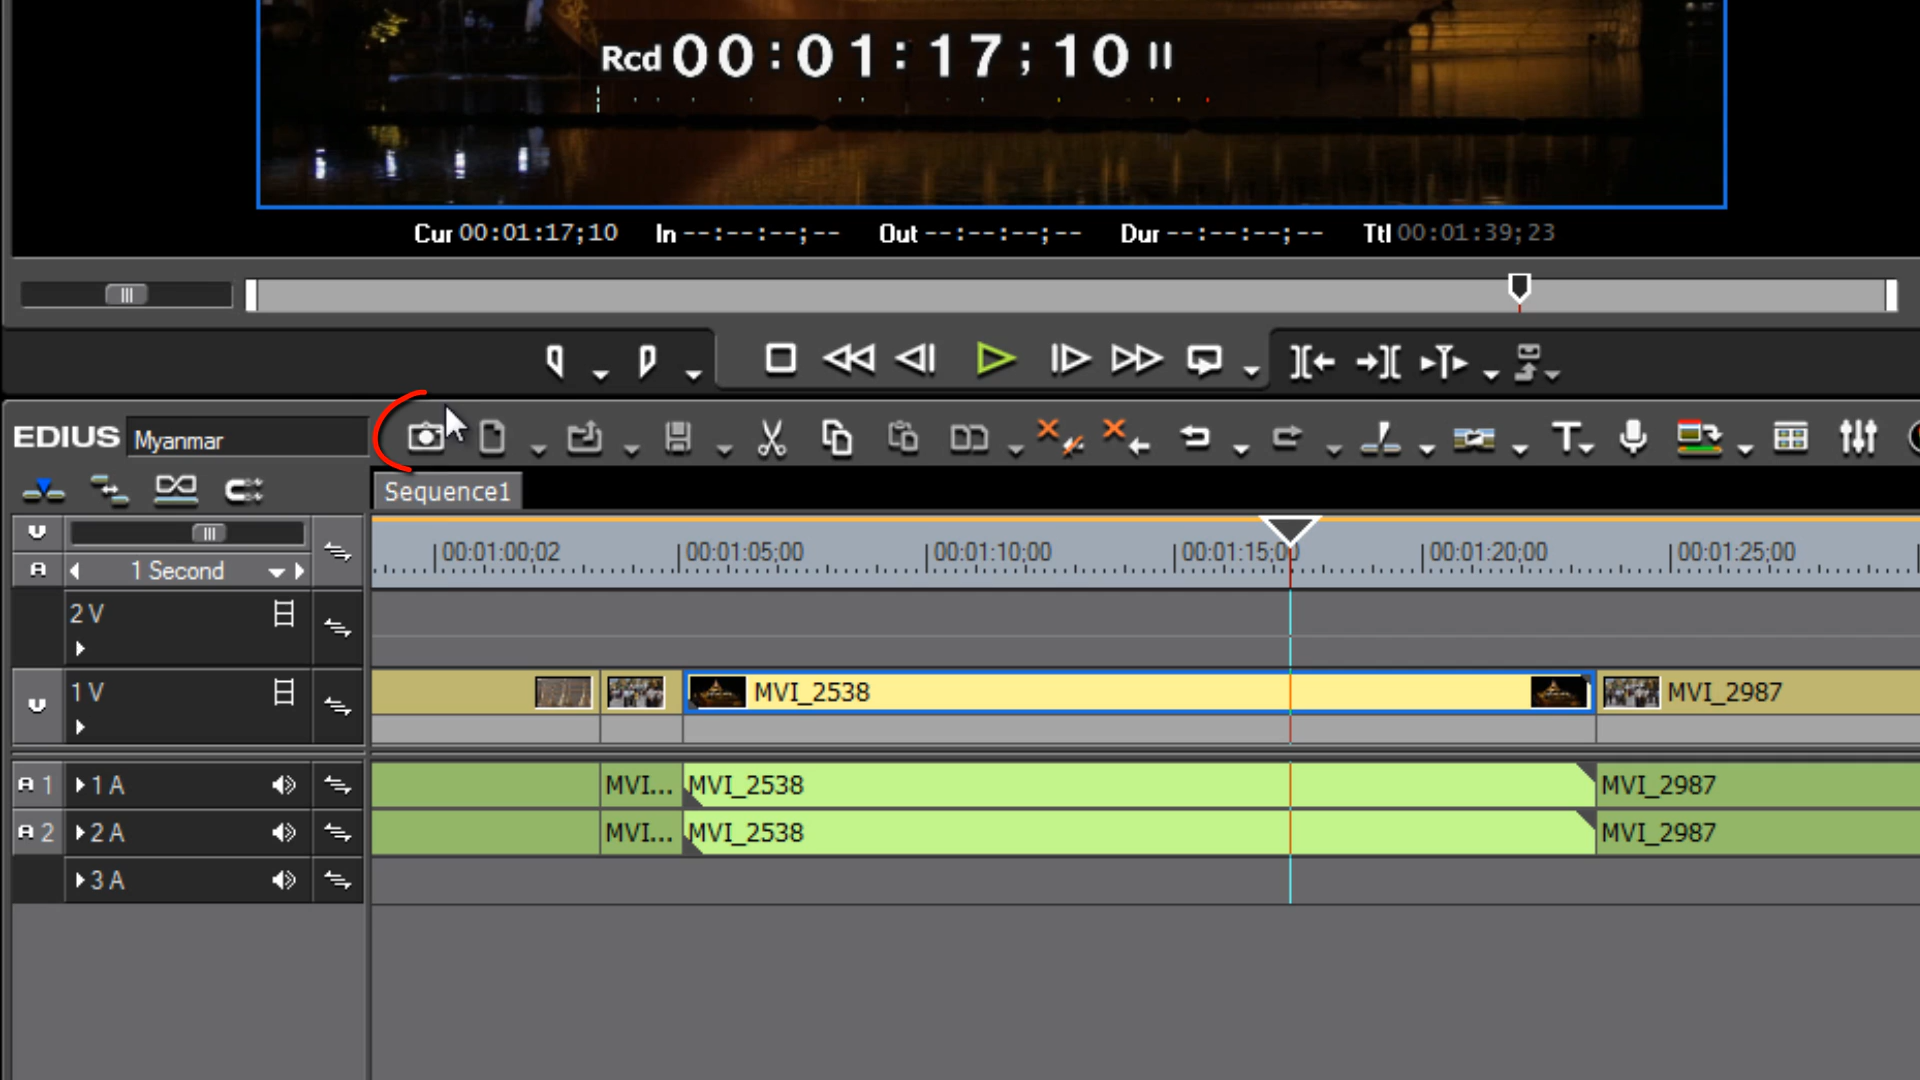 Rcd 00:01:17;10
Cur 00:01:17;10 In --:--:--;-- Out --:--:--;-- Dur --:--:--;-- Ttl 00:01:39;23
EDIUS Myanmar
Sequence1
00:01:00;02 00:01:05;00 00:01:10;00 00:01:15;00 00:01:20;00 00:01:25;00
A 1 Second
2 V
1 V MVI_2538 MVI_2987
A 1 1 A MVI... MVI_2538 MVI_2987
A 2 2 A MVI... MVI_2538 MVI_2987
3 A